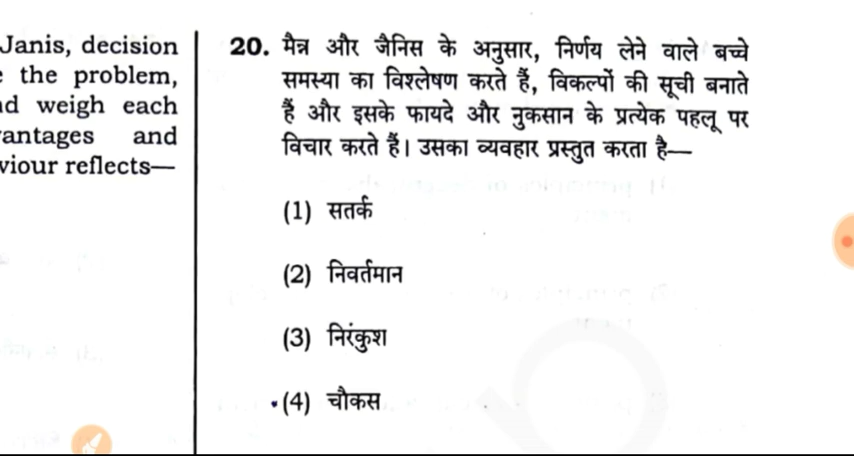 Janis, decision
the problem,
weigh each
and
reflects—
20. मैन्न और जैनिस के अनुसार, निर्णय लेने वाले बच्चे
समस्या का विश्लेषण करते हैं, विकल्पों की सूची बनाते
हैं और इसके फायदे और नुकसान के प्रत्येक पहलू पर
विचार करते हैं। उसका व्यवहार प्रस्तुत करता है—
(1) सतर्क
(2) निवर्तमान
(3) निरंकुश
(4) चौकस